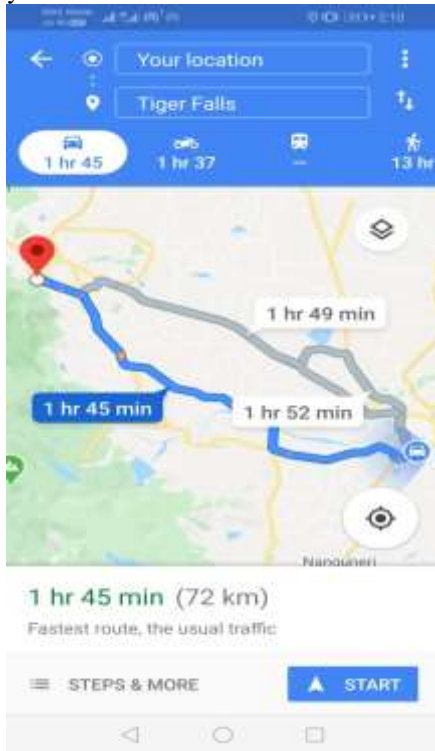 Your location
Tiger Falls
1 hr 45
1 hr 37
--
13 hr
1 hr 49 min
1 hr 45 min
1 hr 52 min
Nanguneri
1 hr 45 min (72 km)
Fastest route, the usual traffic
STEPS & MORE
START